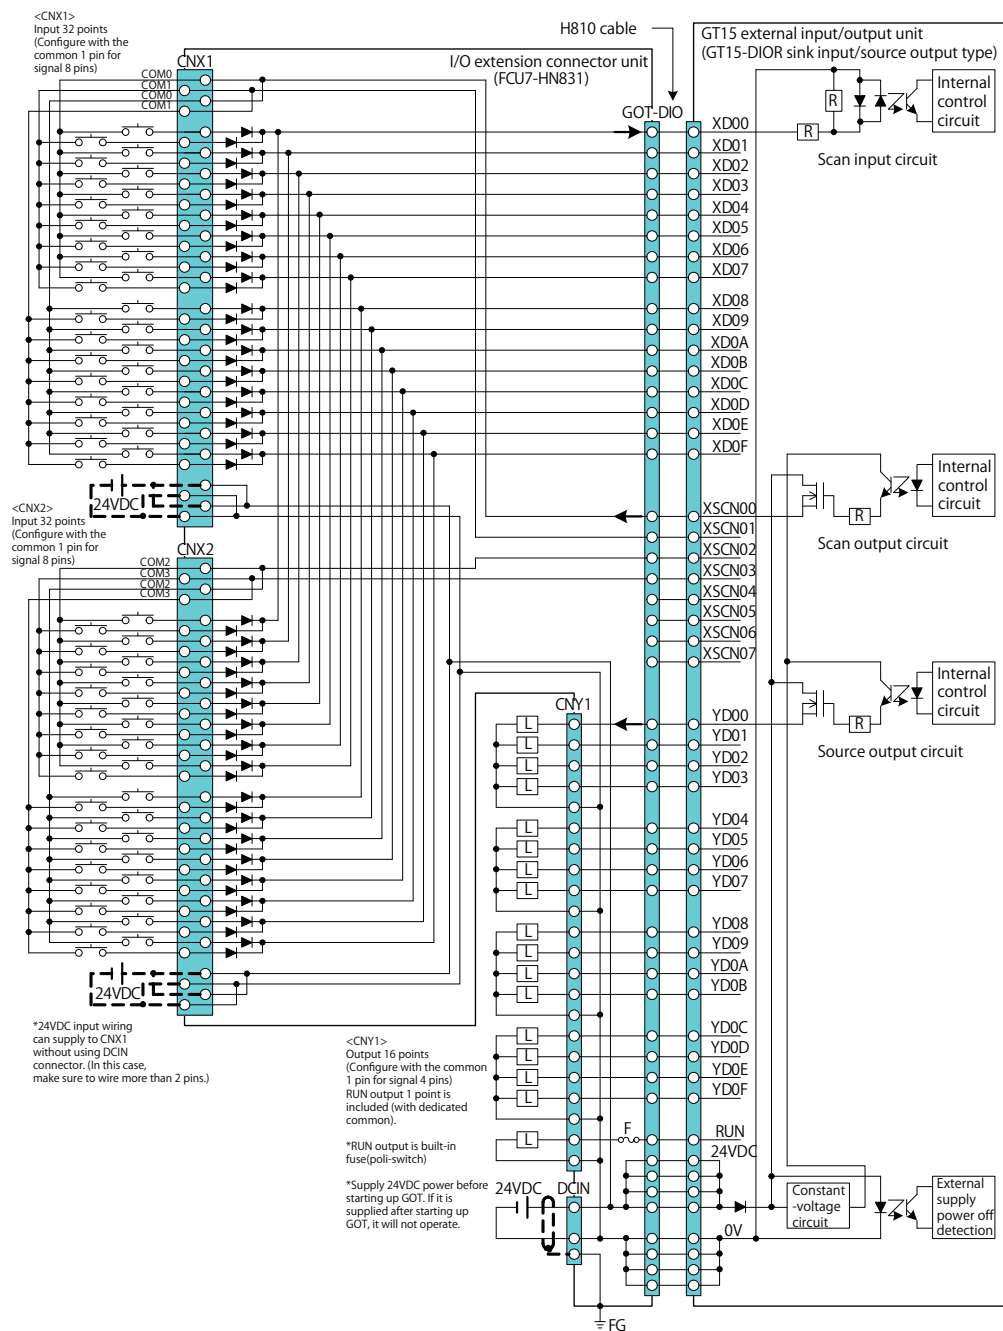 <CNX1>
Input 32 points
(Configure with the
common 1 pin for
signal 8 pins)
CNX1
COM0
COM1
COM0
COM1
H810 cable
I/O extension connector unit
(FCU7-HN831)
GT15 external input/output unit
(GT15-DIOR sink input/source output type)
GOT-DIO
R
R
Internal
control
circuit
Scan input circuit
XD00
XD01
XD02
XD03
XD04
XD05
XD06
XD07
XD08
XD09
XD0A
XD0B
XD0C
XD0D
XD0E
XD0F
24VDC
<CNX2>
Input 32 points
(Configure with the
common 1 pin for
signal 8 pins)
CNX2
COM2
COM3
COM2
COM3
XSCN00
XSCN01
XSCN02
XSCN03
XSCN04
XSCN05
XSCN06
XSCN07
R
Internal
control
circuit
Scan output circuit
R
Internal
control
circuit
Source output circuit
CNY1
L
L
L
L
YD00
YD01
YD02
YD03
L
L
L
L
YD04
YD05
YD06
YD07
L
L
L
L
YD08
YD09
YD0A
YD0B
L
L
L
L
YD0C
YD0D
YD0E
YD0F
L
F
RUN
24VDC
24VDC
*24VDC input wiring
can supply to CNX1
without using DCIN
connector. (In this case,
make sure to wire more than 2 pins.)
<CNY1>
Output 16 points
(Configure with the common
1 pin for signal 4 pins)
RUN output 1 point is
included (with dedicated
common).
*RUN output is built-in
fuse(poli-switch)
*Supply 24VDC power before
starting up GOT. If it is
supplied after starting up
GOT, it will not operate.
24VDC
DCIN
0V
Constant
-voltage
circuit
External
supply
power off
detection
FG